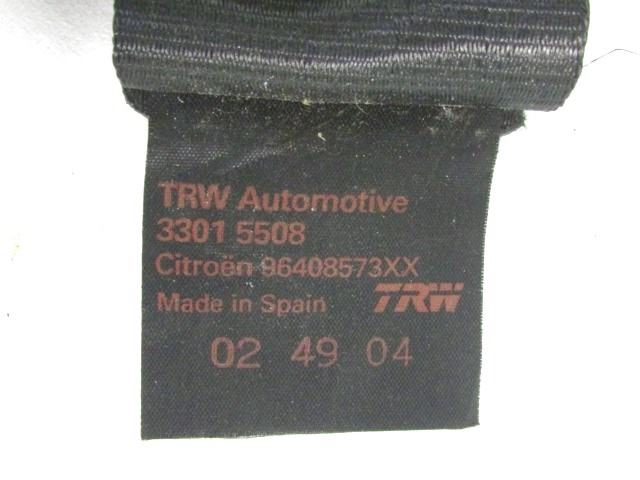 TRW Automotive
3301 5508
Citroën 96408573XX
Made in Spain TRW
02 49 04